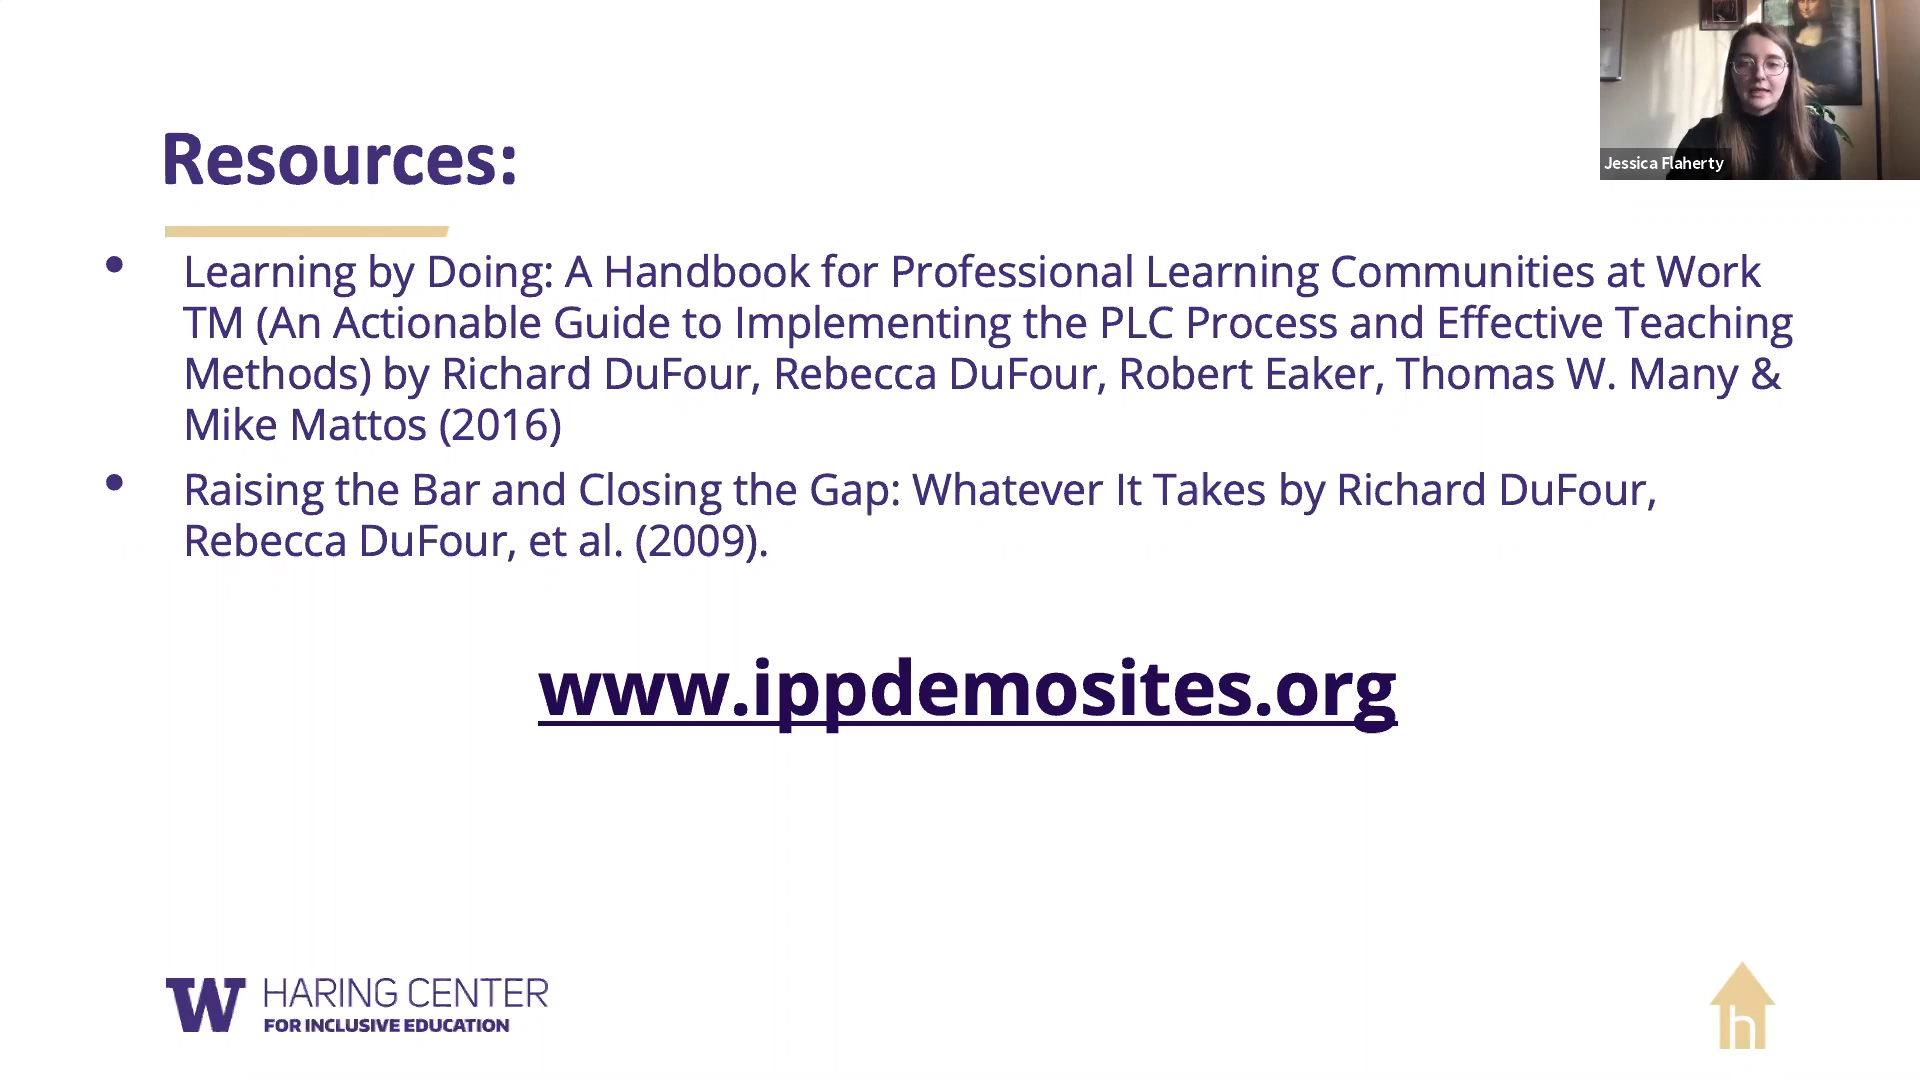 Resources:
Jessica Flaherty
• Learning by Doing: A Handbook for Professional Learning Communities at Work
TM (An Actionable Guide to Implementing the PLC Process and Effective Teaching
Methods) by Richard DuFour, Rebecca DuFour, Robert Eaker, Thomas W. Many &
Mike Mattos (2016)
• Raising the Bar and Closing the Gap: Whatever It Takes by Richard DuFour,
Rebecca DuFour, et al. (2009).
www.ippdemosites.org
W HARING CENTER
FOR INCLUSIVE EDUCATION
h